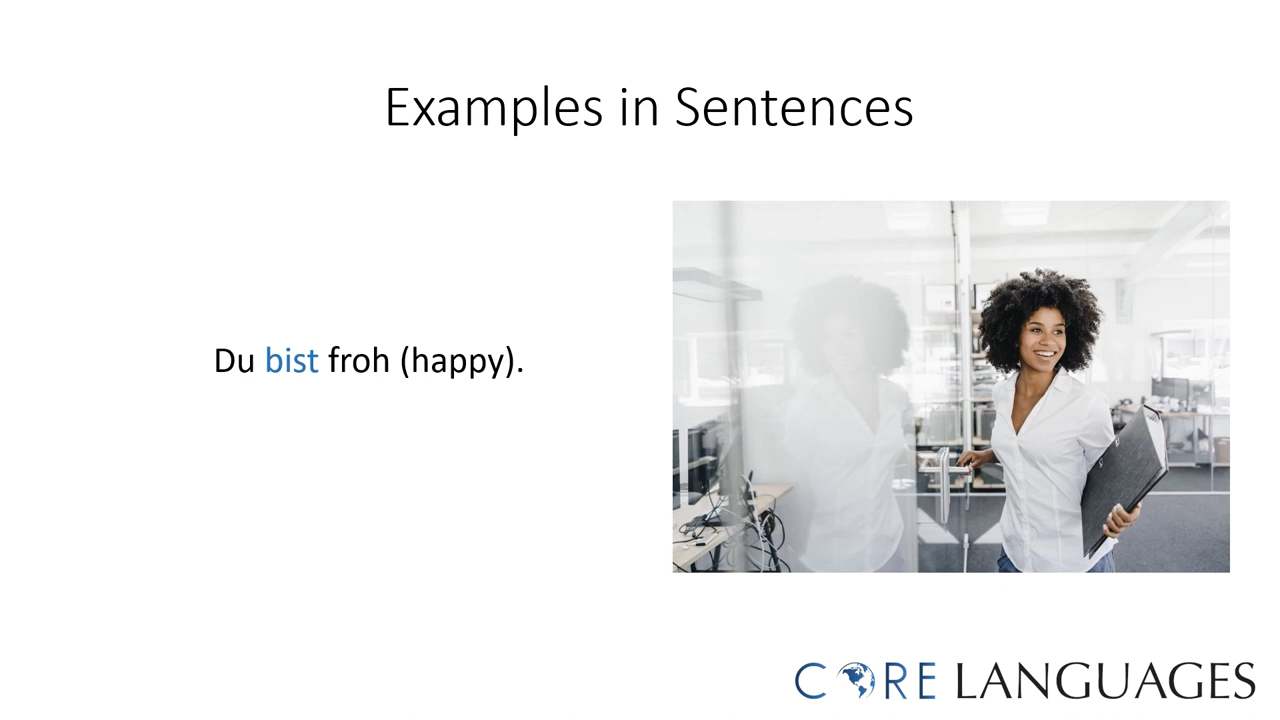 Examples in Sentences
Du bist froh (happy).
CORE LANGUAGES